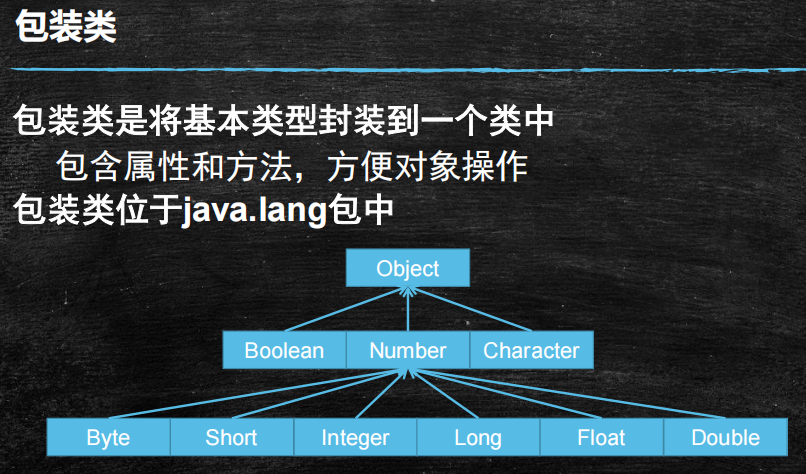 包装类
包装类是将基本类型封装到一个类中
包含属性和方法，方便对象操作
包装类位于java.lang包中
Object
Boolean Number Character
Byte Short Integer Long Float Double